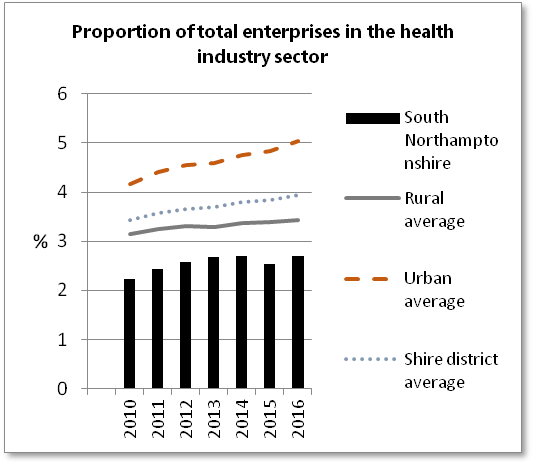 Proportion of total enterprises in the health
industry sector
6
5
4
3
2
1
0
%
2010
2011
2012
2013
2014
2015
2016
South
Northampto
nshire
Rural
average
Urban
average
Shire district
average